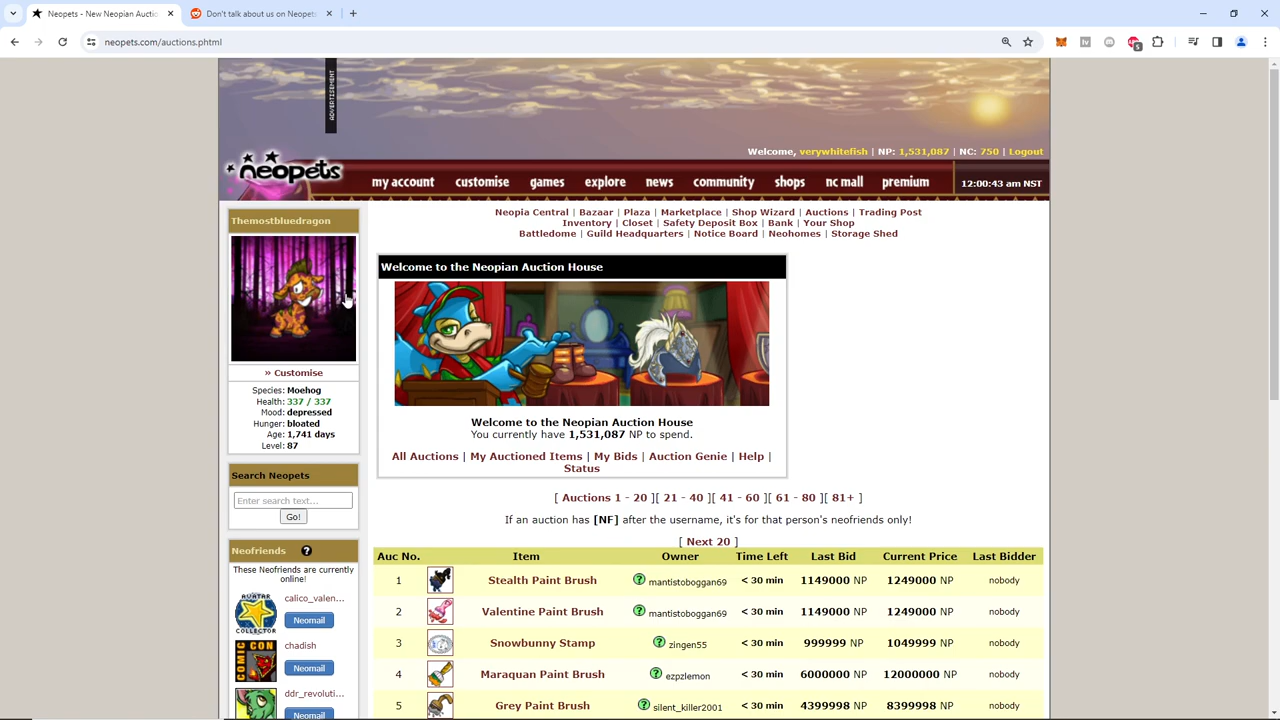 Neopets - New Neopian Auctio
Don't talk about us on Neopets
neopets.com/auctions.phtml
5
ADVERTISEMENT
Welcome, verywhitefish | NP: 1,531,087 | NC: 750 | Logout
neopets
my account customise games explore news community shops nc mall premium 12:00:43 am NST
Themostbluedragon
» Customise
Species: Moehog
Health: 337 / 337
Mood: depressed
Hunger: bloated
Age: 1,741 days
Level: 87
Search Neopets
Enter search text...
Go!
Neofriends ?
These Neofriends are currently
online!
AVATAR
COLLECTOR
calico_valen...
Neomail
COMIC CON
chadish
Neomail
ddr_revoluti...
Neomail
Neopia Central | Bazaar | Plaza | Marketplace | Shop Wizard | Auctions | Trading Post
Inventory | Closet | Safety Deposit Box | Bank | Your Shop
Battledome | Guild Headquarters | Notice Board | Neohomes | Storage Shed
Welcome to the Neopian Auction House
Welcome to the Neopian Auction House
You currently have 1,531,087 NP to spend.
All Auctions | My Auctioned Items | My Bids | Auction Genie | Help |
Status
[ Auctions 1 - 20 ][ 21 - 40 ][ 41 - 60 ][ 61 - 80 ][ 81+ ]
If an auction has [NF] after the username, it's for that person's neofriends only!
[ Next 20 ]
Auc No. Item Owner Time Left Last Bid Current Price Last Bidder
1 Stealth Paint Brush ? mantistoboggan69 < 30 min 1149000 NP 1249000 NP nobody
2 Valentine Paint Brush ? mantistoboggan69 < 30 min 1149000 NP 1249000 NP nobody
3 Snowbunny Stamp ? zingen55 < 30 min 999999 NP 1049999 NP nobody
4 Maraquan Paint Brush ? ezpzlemon < 30 min 6000000 NP 12000000 NP nobody
5 Grey Paint Brush ? silent_killer2001 < 30 min 4399998 NP 8399998 NP nobody